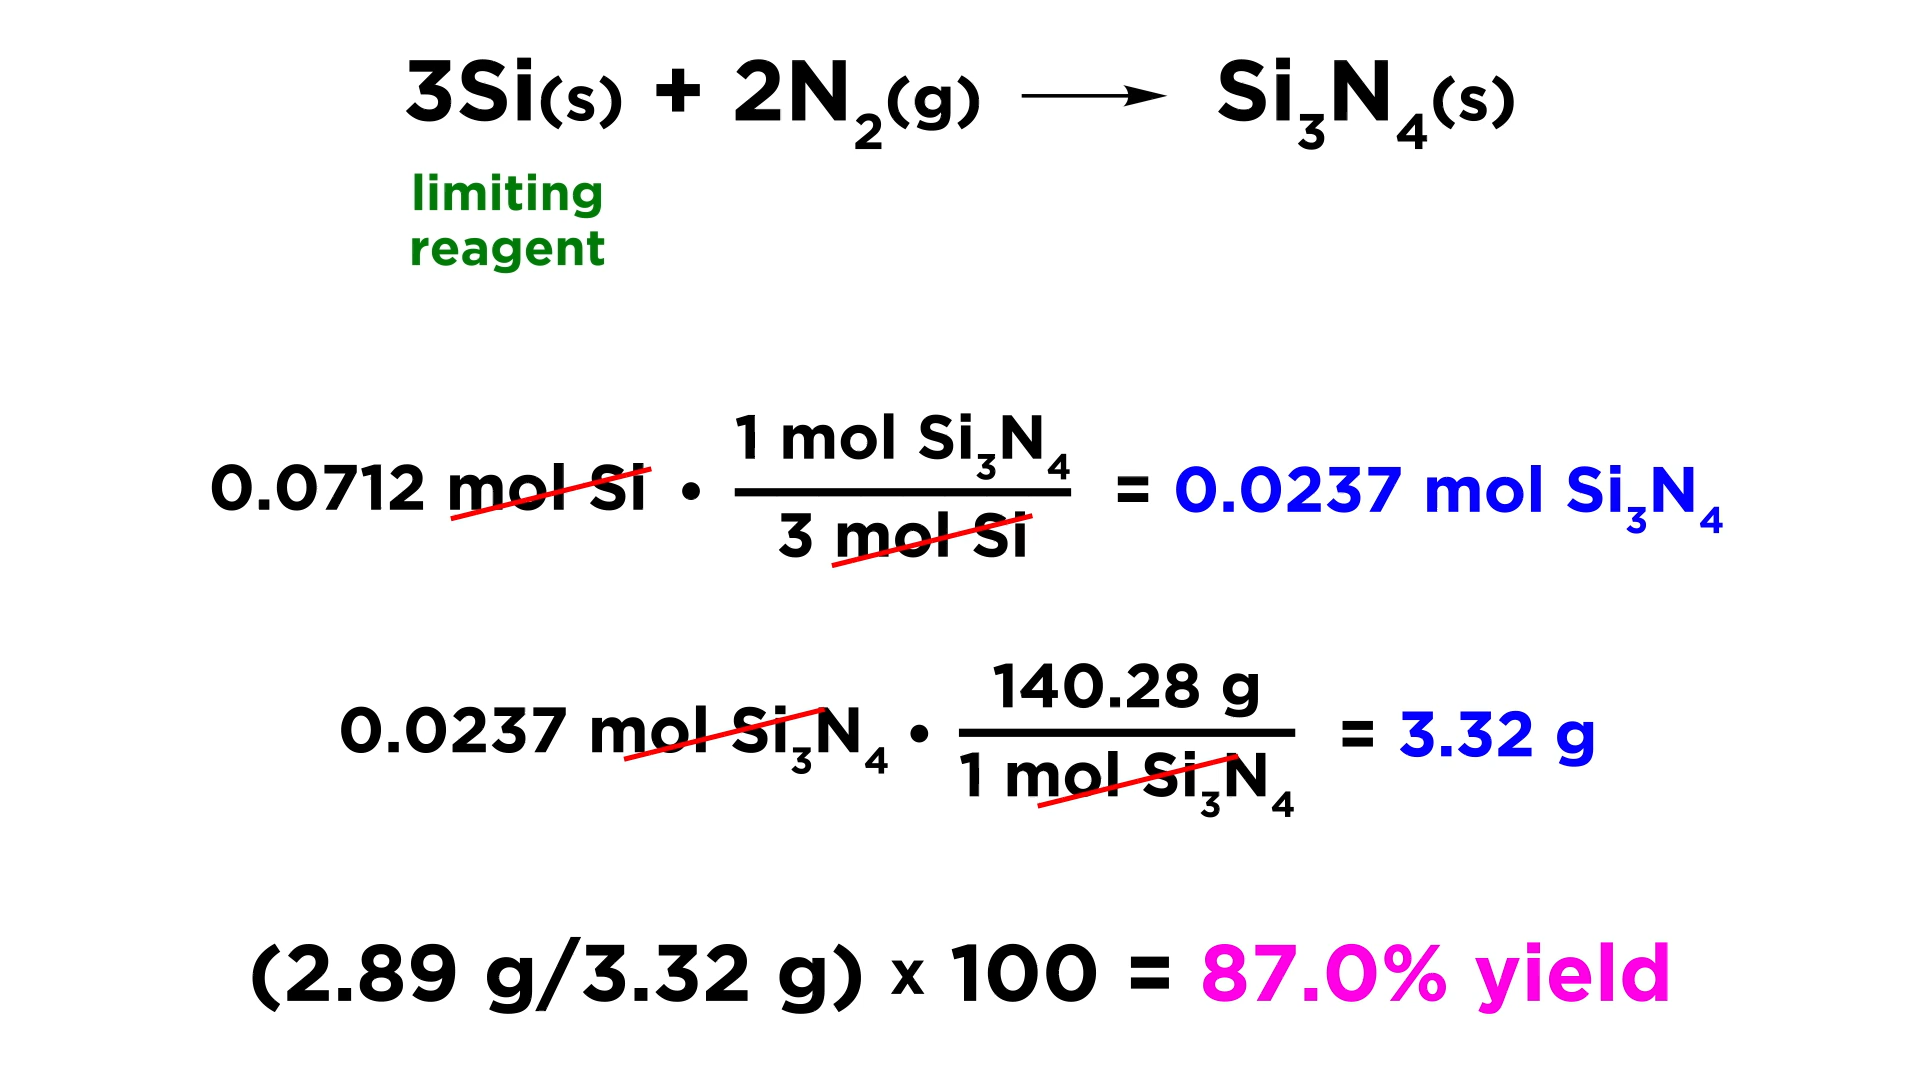 3Si(s) + 2N₂(g) ⟶ Si₃N₄(s)
limiting
reagent
0.0712 mol Si • 1 mol Si₃N₄ / 3 mol Si = 0.0237 mol Si₃N₄
0.0237 mol Si₃N₄ • 140.28 g / 1 mol Si₃N₄ = 3.32 g
(2.89 g/3.32 g) x 100 = 87.0% yield